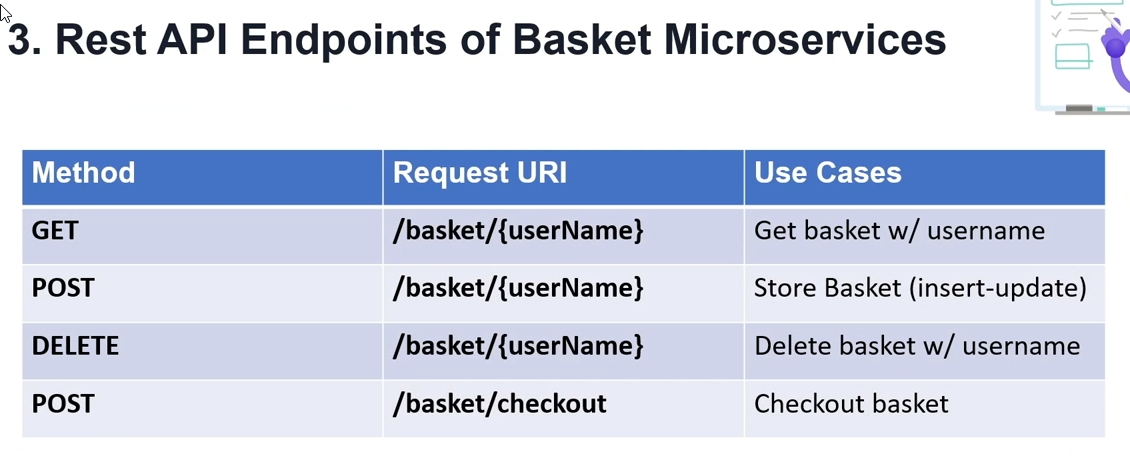 3. Rest API Endpoints of Basket Microservices
Method Request URI Use Cases
GET /basket/{userName} Get basket w/ username
POST /basket/{userName} Store Basket (insert-update)
DELETE /basket/{userName} Delete basket w/ username
POST /basket/checkout Checkout basket